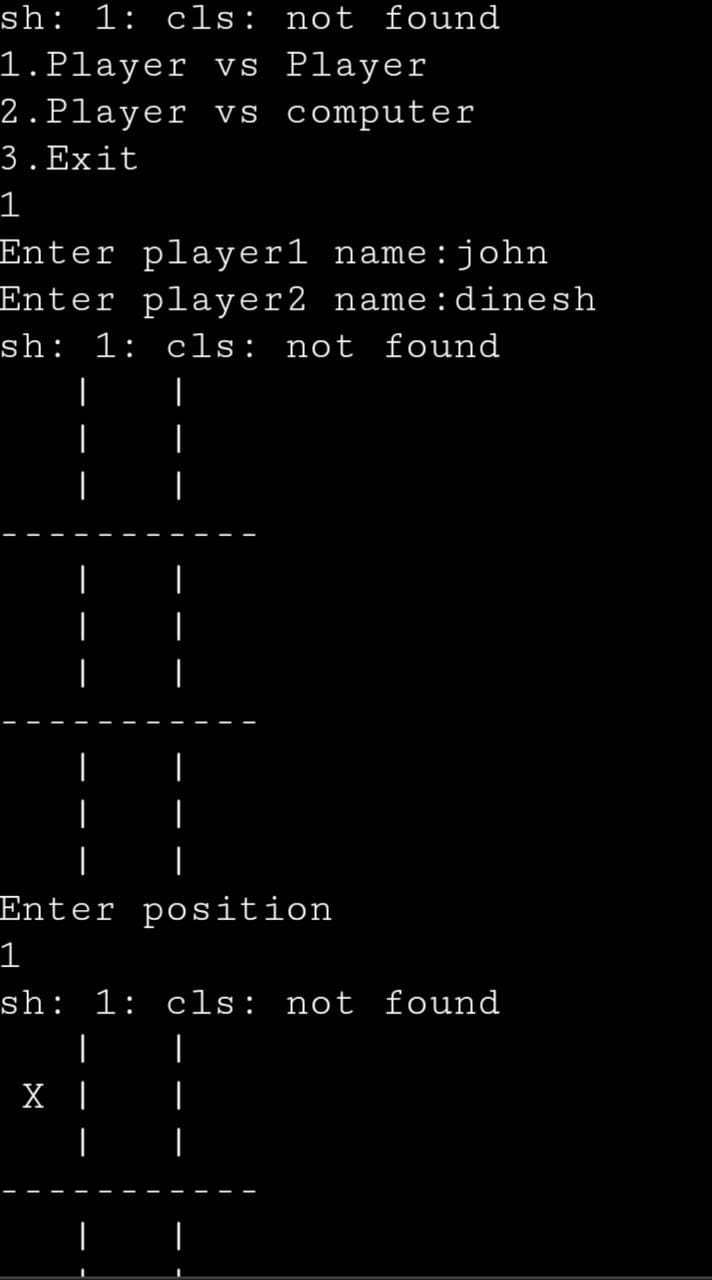 sh: 1: cls: not found
1.Player vs Player
2.Player vs computer
3.Exit
1
Enter player1 name:john
Enter player2 name:dinesh
sh: 1: cls: not found
   |   |
   |   |
   |   |
-----------
   |   |
   |   |
   |   |
-----------
   |   |
   |   |
   |   |
Enter position
1
sh: 1: cls: not found
   |   |
 X |   |
   |   |
-----------
   |   |
   |   |